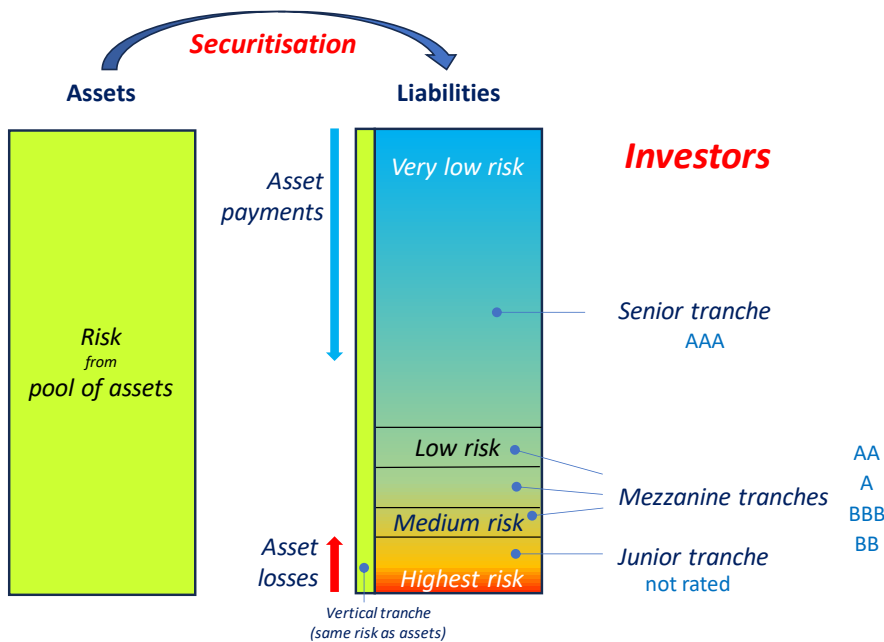 Securitisation
Assets
Liabilities
Risk
from
pool of assets
Asset
payments
Asset
losses
Very low risk
Low risk
Medium risk
Highest risk
Vertical tranche
(same risk as assets)
Investors
Senior tranche
AAA
Mezzanine tranches
AA
A
BBB
BB
Junior tranche
not rated